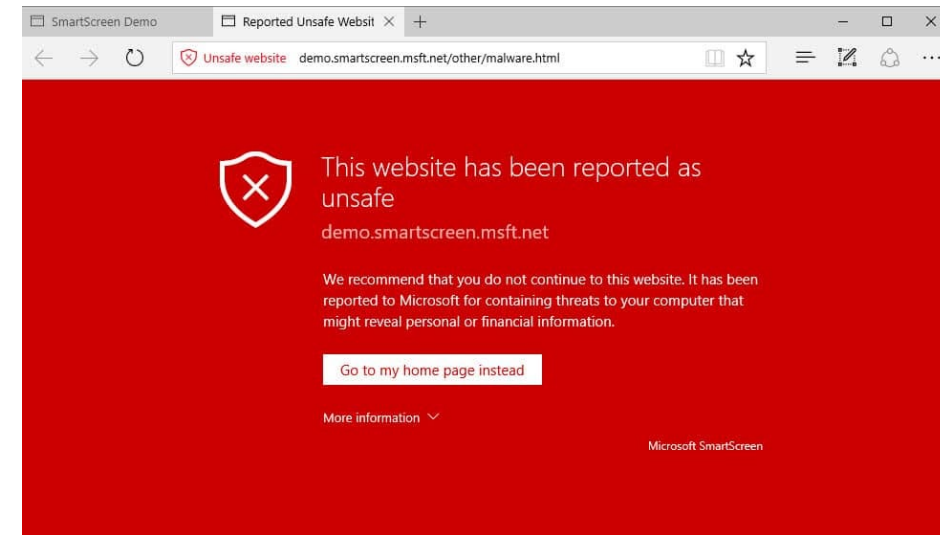 SmartScreen Demo
Reported Unsafe Websit
Unsafe website demo.smartscreen.msft.net/other/malware.html
This website has been reported as
unsafe
demo.smartscreen.msft.net
We recommend that you do not continue to this website. It has been
reported to Microsoft for containing threats to your computer that
might reveal personal or financial information.
Go to my home page instead
More information
Microsoft SmartScreen